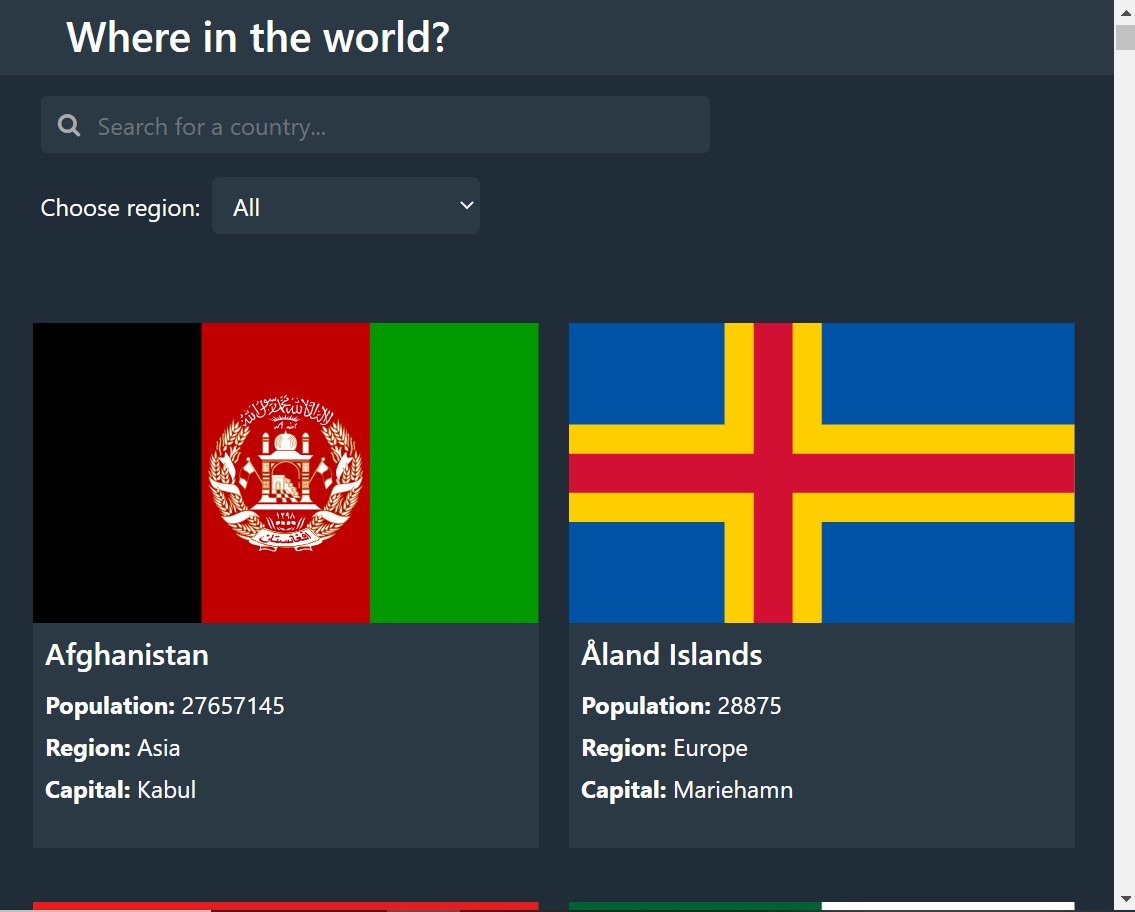 Where in the world?
Search for a country...
Choose region: All
١٢٩٨
Afghanistan
Population: 27657145
Region: Asia
Capital: Kabul
Åland Islands
Population: 28875
Region: Europe
Capital: Mariehamn